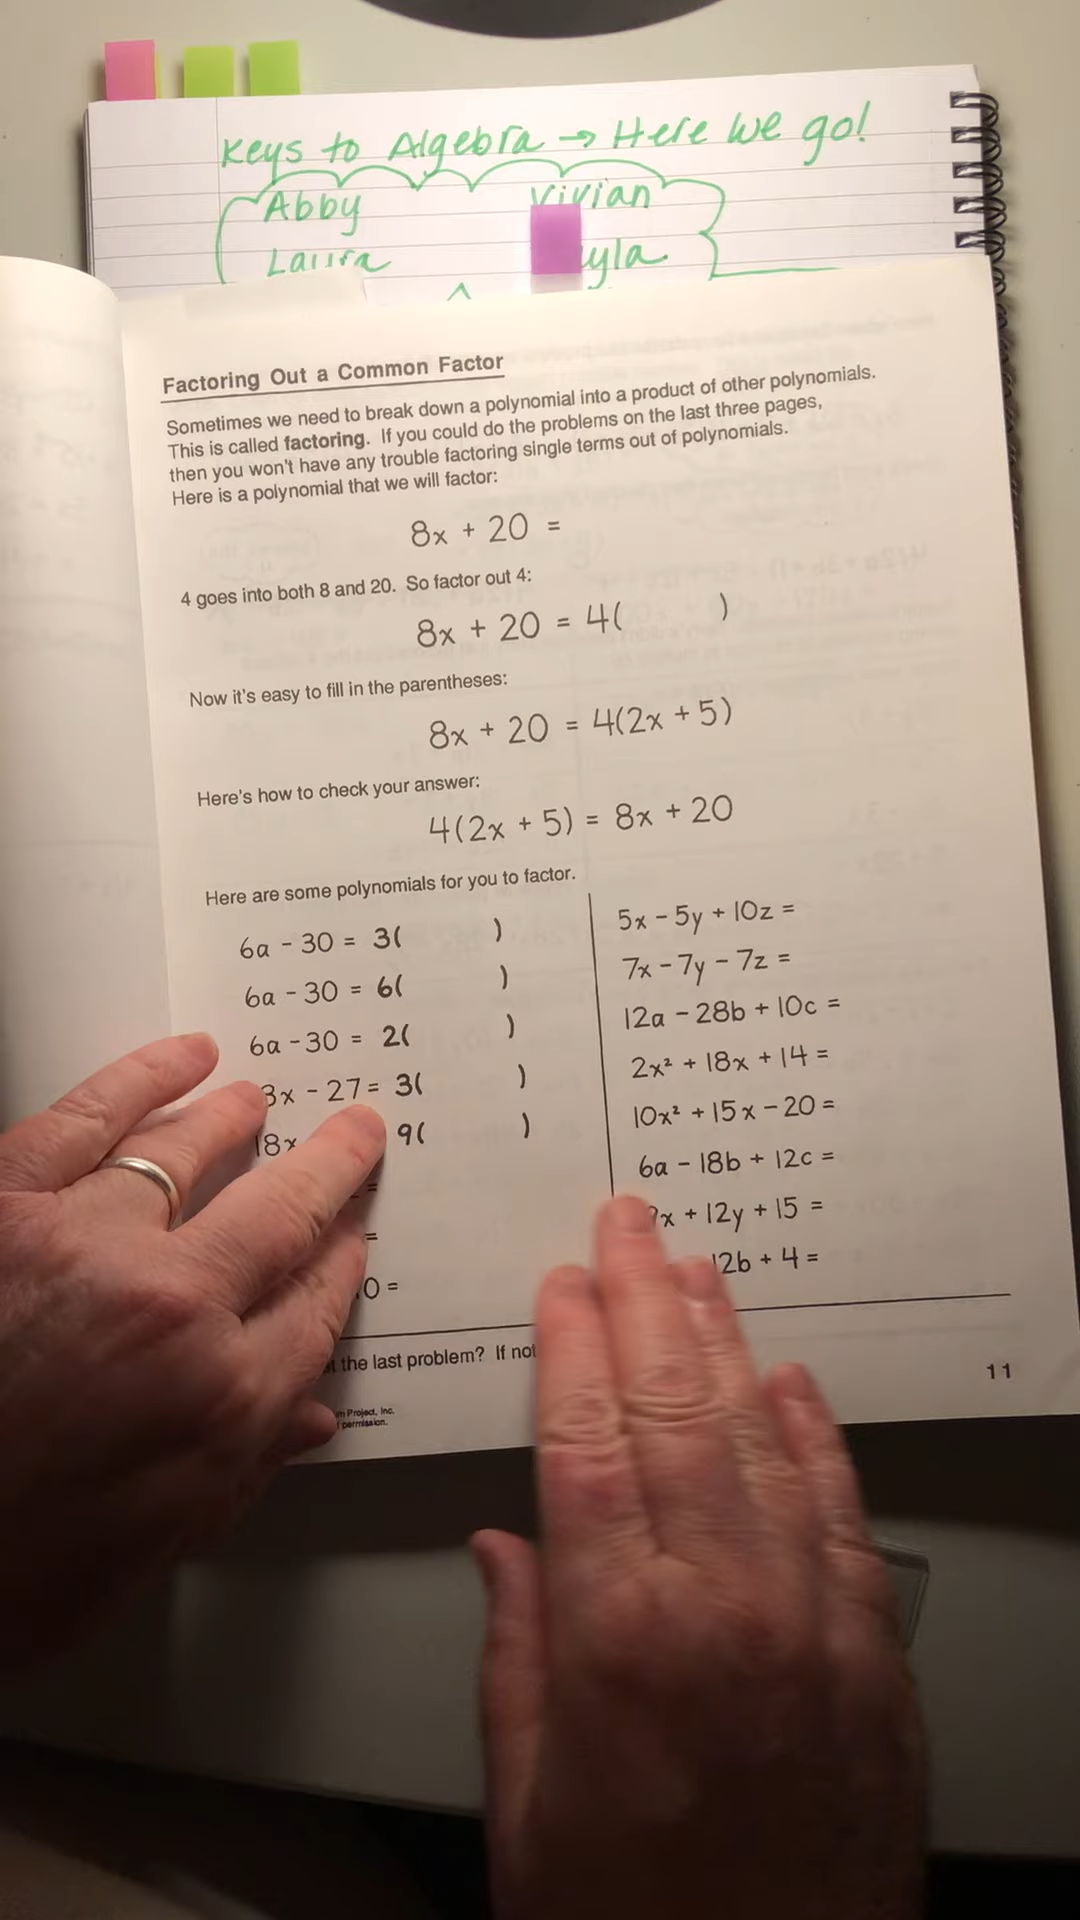 Keys to Algebra → Here we go!
Abby Vivian
Laura yla
Factoring Out a Common Factor
Sometimes we need to break down a polynomial into a product of other polynomials.
This is called factoring. If you could do the problems on the last three pages,
then you won't have any trouble factoring single terms out of polynomials.
Here is a polynomial that we will factor:
8x + 20 =
4 goes into both 8 and 20. So factor out 4:
8x + 20 = 4( )
Now it's easy to fill in the parentheses:
8x + 20 = 4(2x + 5)
Here's how to check your answer:
4(2x + 5) = 8x + 20
Here are some polynomials for you to factor.
6a - 30 = 3( )
6a - 30 = 6( )
6a - 30 = 2( )
3x - 27 = 3( )
18x 9( )
=
=
0 =
5x - 5y + 10z =
7x - 7y - 7z =
12a - 28b + 10c =
2x² + 18x + 14 =
10x² + 15x - 20 =
6a - 18b + 12c =
x + 12y + 15 =
12b + 4 =
the last problem? If not
11
Project, Inc.
permission.